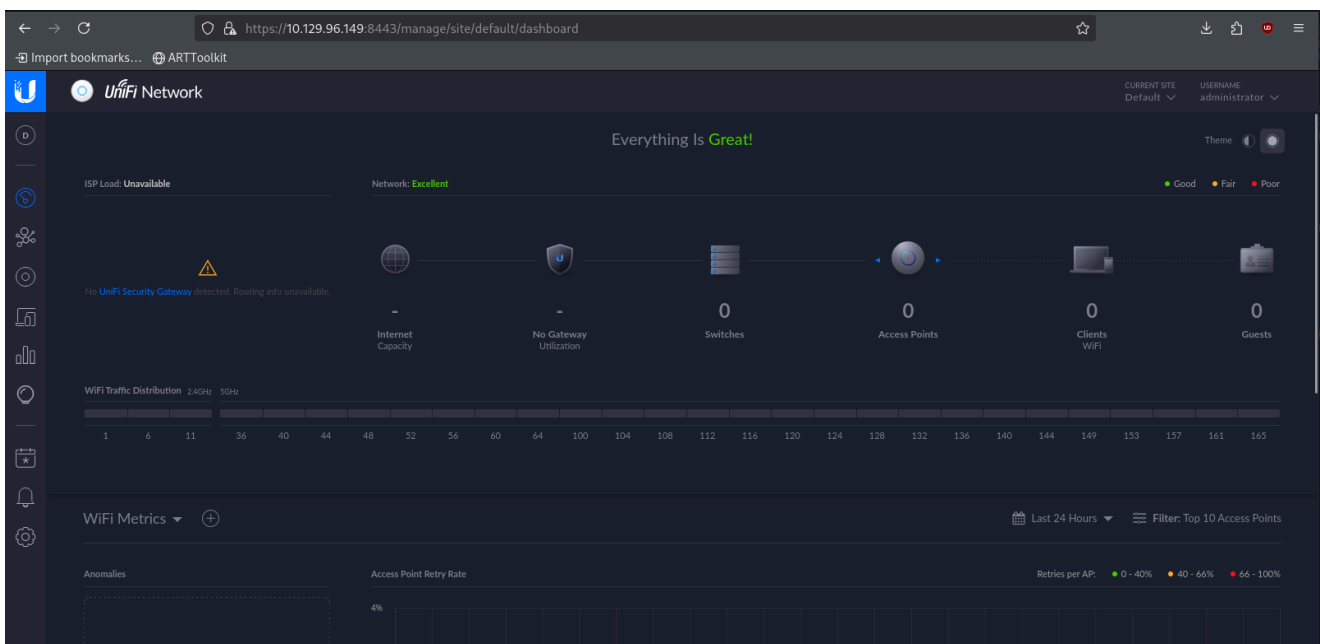 https://10.129.96.149:8443/manage/site/default/dashboard
Import bookmarks... ARTToolkit
UniFi Network
CURRENT SITE
Default
USERNAME
administrator
D
Everything Is Great!
Theme
ISP Load: Unavailable
Network: Excellent
Good Fair Poor
No UniFi Security Gateway detected. Routing info unavailable.
- - 0 0 0 0
Internet No Gateway Switches Access Points Clients Guests
Capacity Utilization WiFi
WiFi Traffic Distribution 2.4GHz 5GHz
1 6 11 36 40 44 48 52 56 60 64 100 104 108 112 116 120 124 128 132 136 140 144 149 153 157 161 165
WiFi Metrics
Last 24 Hours Filter: Top 10 Access Points
Anomalies
Access Point Retry Rate
Retries per AP: 0 - 40% 40 - 66% 66 - 100%
4%